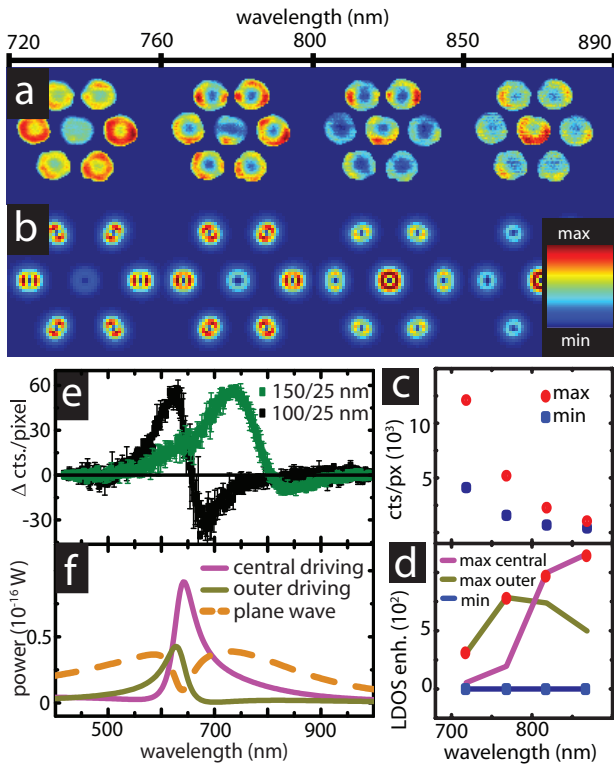 wavelength (nm)
720 760 800 850 890
a
b
max
min
e
60
30
0
-30
Δ cts/pixel
150/25 nm
100/25 nm
c
max
min
10
5
cts/px (10³)
f
central driving
outer driving
plane wave
0.5
0
power (10⁻¹⁶ W)
500 700 900
wavelength (nm)
d
max central
max outer
min
5
0
LDOS enh. (10²)
700 800
wavelength (nm)